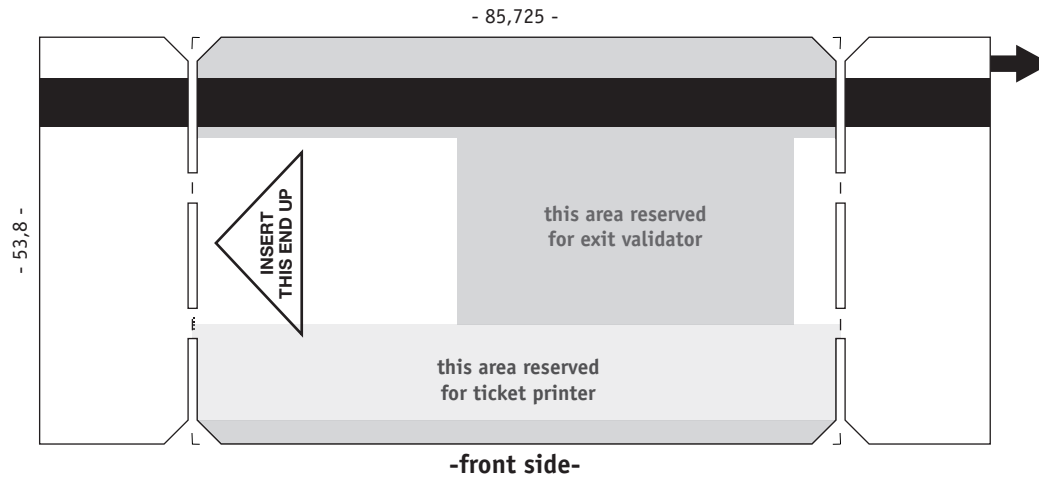 - 85,725 -
- 53,8 -
INSERT
THIS END UP
this area reserved
for exit validator
this area reserved
for ticket printer
-front side-